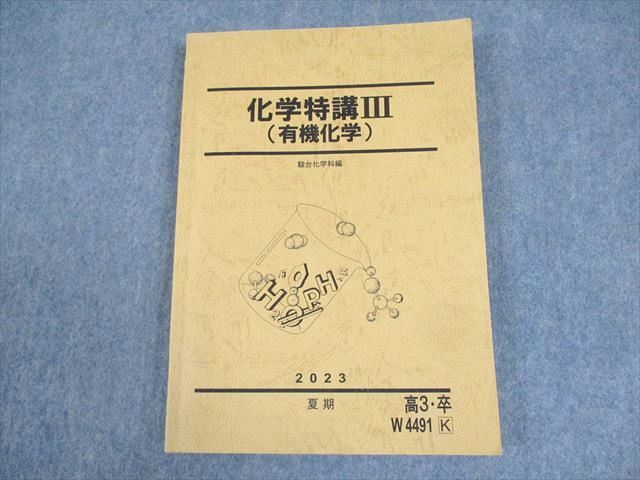 化学特講III
(有機化学)
駿台化学科編
2023
夏期
高3・卒
W4491 K